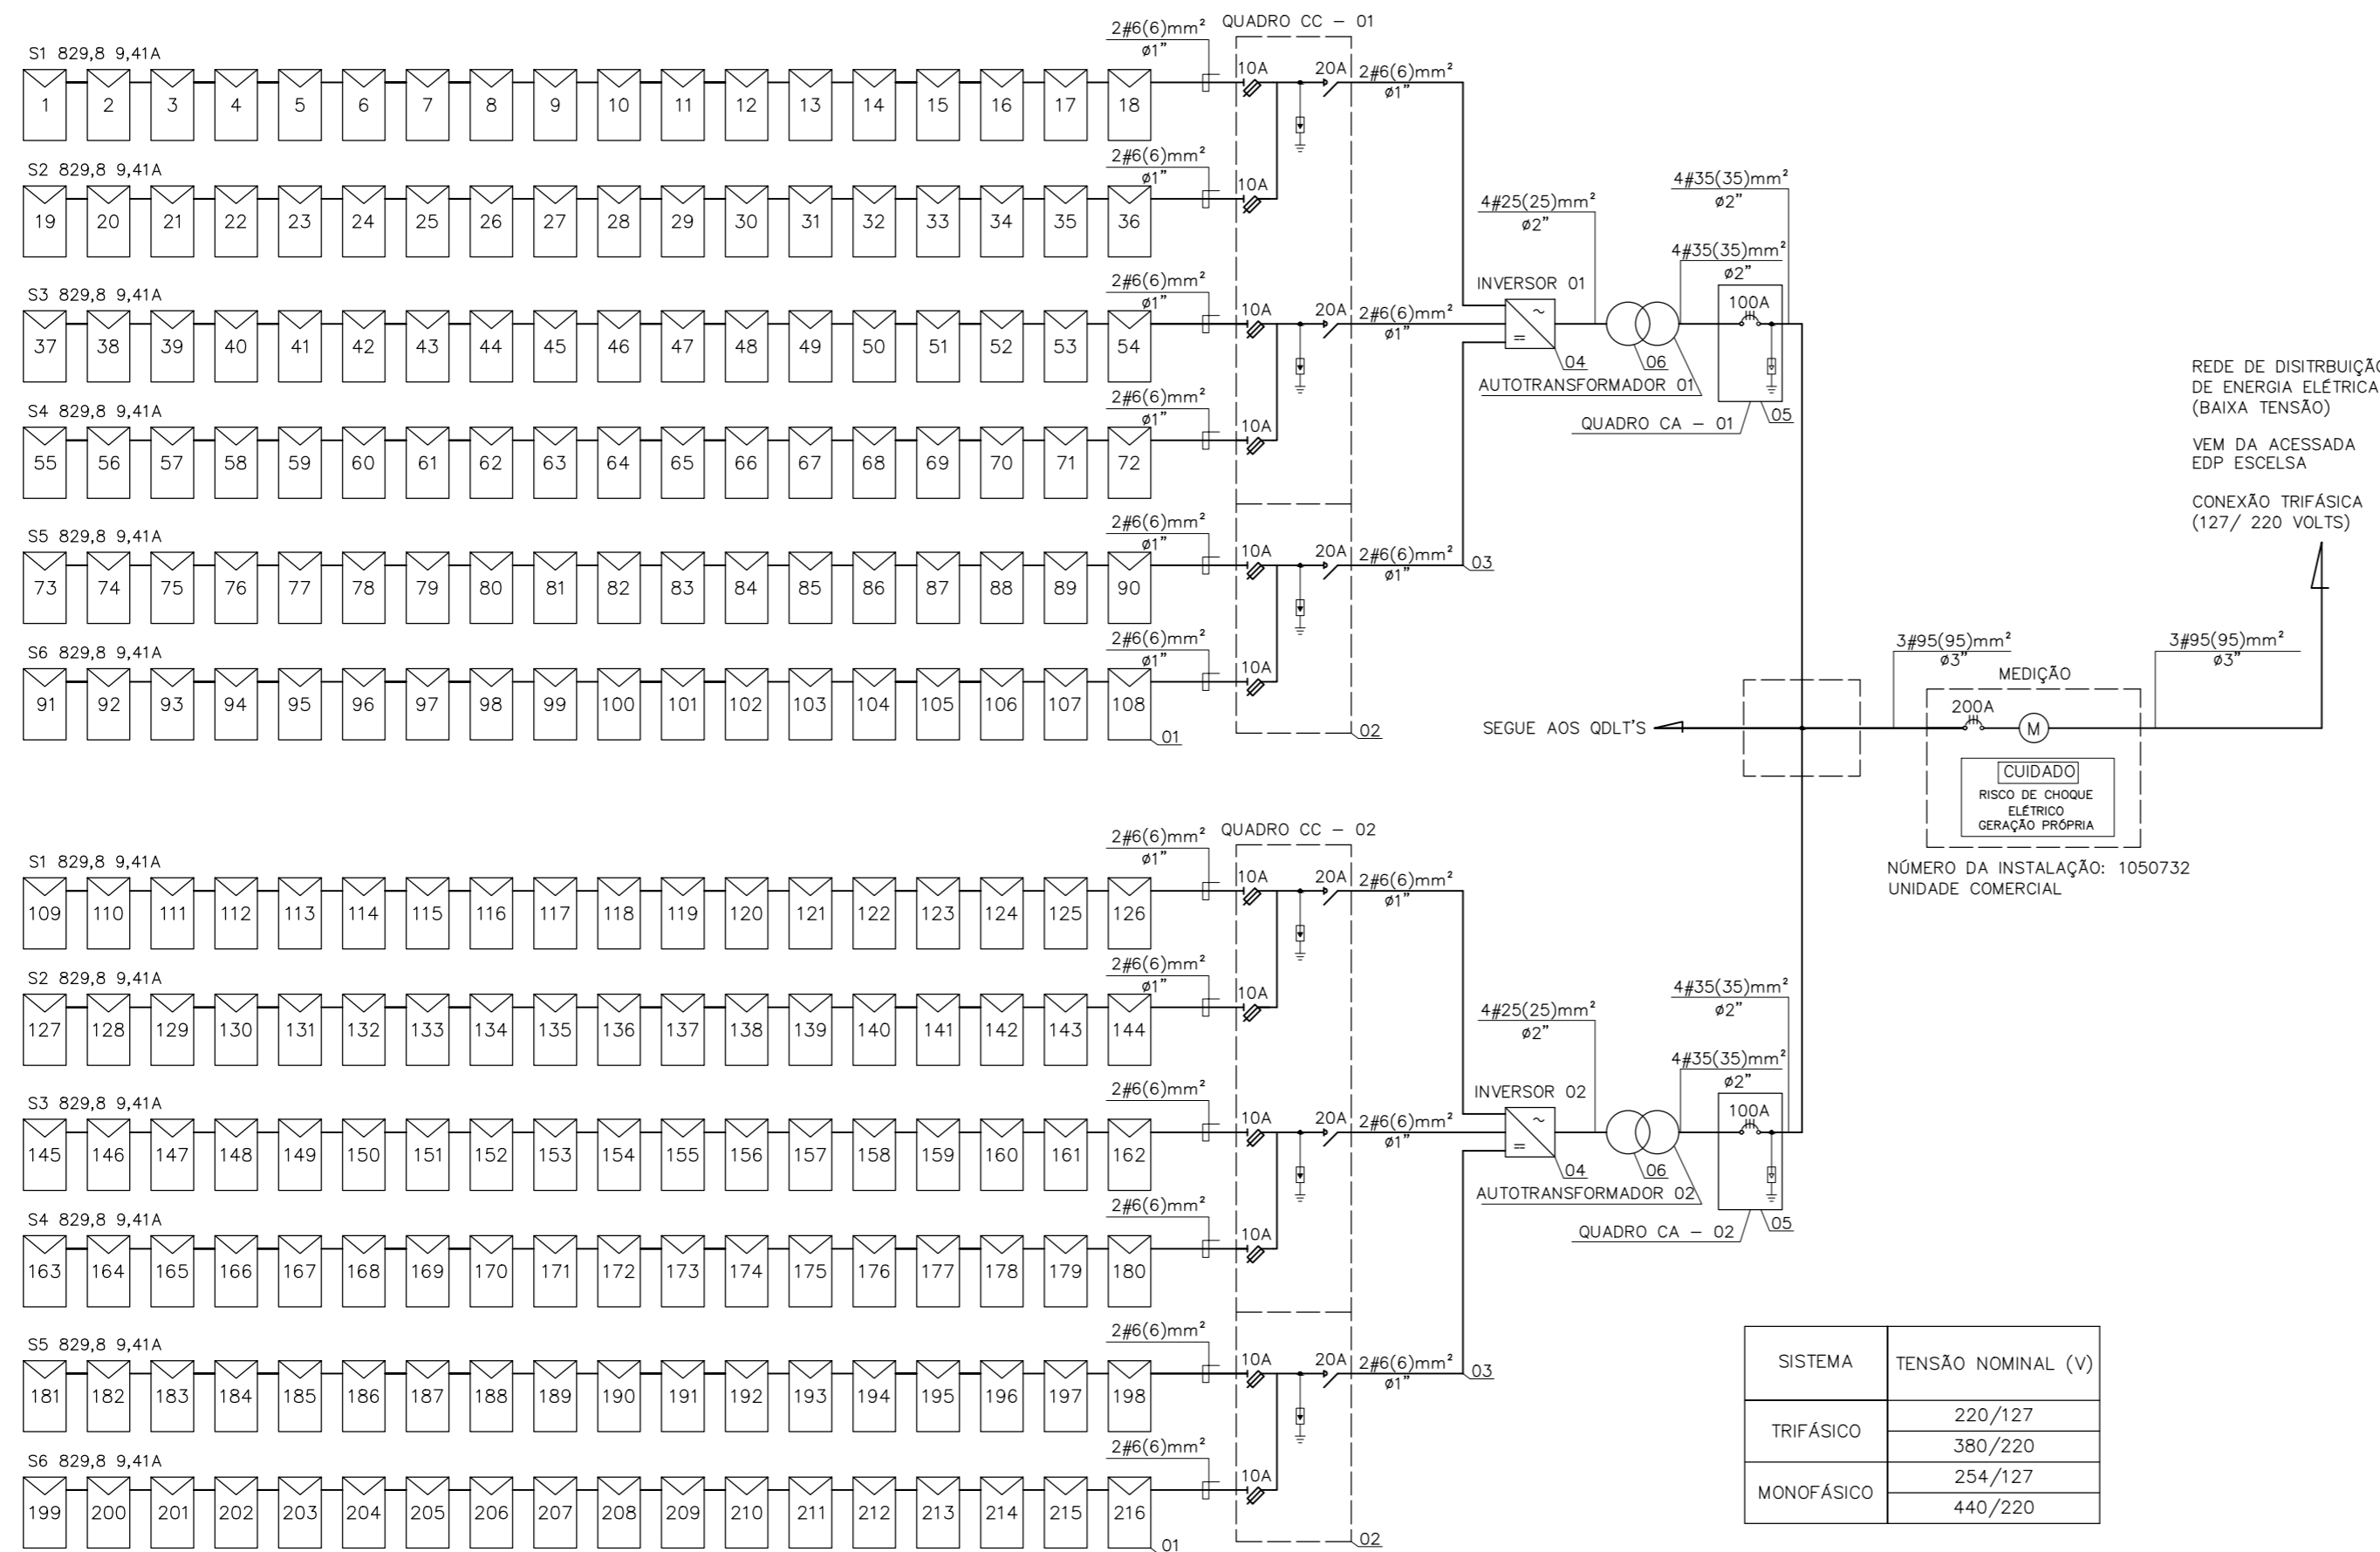 2#6(6)mm²
ø1"
QUADRO CC – 01
S1 829,8 9,41A
10A
20A
2#6(6)mm²
ø1"
1 2 3 4 5 6 7 8 9 10 11 12 13 14 15 16 17 18
2#6(6)mm²
ø1"
S2 829,8 9,41A
10A
19 20 21 22 23 24 25 26 27 28 29 30 31 32 33 34 35 36
2#6(6)mm²
ø1"
S3 829,8 9,41A
10A
20A
2#6(6)mm²
ø1"
37 38 39 40 41 42 43 44 45 46 47 48 49 50 51 52 53 54
2#6(6)mm²
ø1"
S4 829,8 9,41A
10A
55 56 57 58 59 60 61 62 63 64 65 66 67 68 69 70 71 72
2#6(6)mm²
ø1"
S5 829,8 9,41A
10A
20A
2#6(6)mm²
ø1"
03
73 74 75 76 77 78 79 80 81 82 83 84 85 86 87 88 89 90
2#6(6)mm²
ø1"
S6 829,8 9,41A
10A
91 92 93 94 95 96 97 98 99 100 101 102 103 104 105 106 107 108
01
02
4#25(25)mm²
ø2"
4#35(35)mm²
ø2"
4#35(35)mm²
ø2"
INVERSOR 01
100A
04
06
AUTOTRANSFORMADOR 01
QUADRO CA – 01
05
REDE DE DISITRBUIÇÃO
DE ENERGIA ELÉTRICA
(BAIXA TENSÃO)
VEM DA ACESSADA
EDP ESCELSA
CONEXÃO TRIFÁSICA
(127/ 220 VOLTS)
3#95(95)mm²
ø3"
3#95(95)mm²
ø3"
MEDIÇÃO
200A
M
SEGUE AOS QDLT'S
CUIDADO
RISCO DE CHOQUE
ELÉTRICO
GERAÇÃO PRÓPRIA
NÚMERO DA INSTALAÇÃO: 1050732
UNIDADE COMERCIAL
2#6(6)mm²
ø1"
QUADRO CC – 02
S1 829,8 9,41A
10A
20A
2#6(6)mm²
ø1"
109 110 111 112 113 114 115 116 117 118 119 120 121 122 123 124 125 126
2#6(6)mm²
ø1"
S2 829,8 9,41A
10A
127 128 129 130 131 132 133 134 135 136 137 138 139 140 141 142 143 144
2#6(6)mm²
S3 829,8 9,41A
10A
20A
2#6(6)mm²
ø1"
145 146 147 148 149 150 151 152 153 154 155 156 157 158 159 160 161 162
2#6(6)mm²
S4 829,8 9,41A
10A
163 164 165 166 167 168 169 170 171 172 173 174 175 176 177 178 179 180
2#6(6)mm²
S5 829,8 9,41A
10A
20A
2#6(6)mm²
ø1"
03
181 182 183 184 185 186 187 188 189 190 191 192 193 194 195 196 197 198
2#6(6)mm²
S6 829,8 9,41A
10A
199 200 201 202 203 204 205 206 207 208 209 210 211 212 213 214 215 216
01
02
4#25(25)mm²
ø2"
4#35(35)mm²
ø2"
4#35(35)mm²
ø2"
INVERSOR 02
100A
04
06
AUTOTRANSFORMADOR 02
QUADRO CA – 02
05
SISTEMA TENSÃO NOMINAL (V)
TRIFÁSICO
220/127
380/220
MONOFÁSICO
254/127
440/220